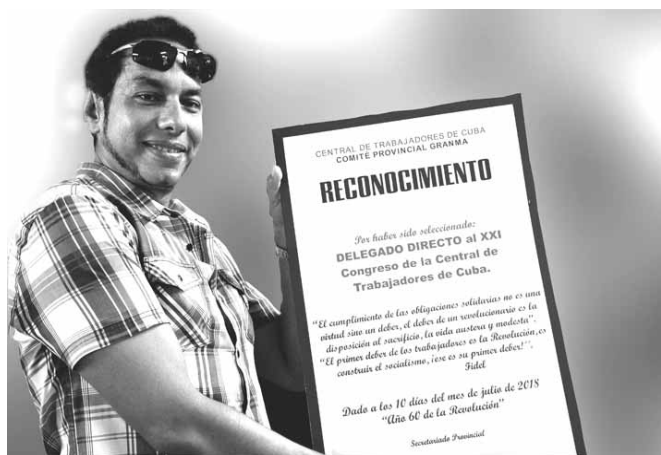 CENTRAL DE TRABAJADORES DE CUBA
COMITÉ PROVINCIAL GRANMA
RECONOCIMIENTO
Por haber sido seleccionado:
DELEGADO DIRECTO al XXI
Congreso de la Central de
Trabajadores de Cuba.
“El cumplimiento de las obligaciones solidarias no es una
virtud sino un deber, el deber de un revolucionario es la
disposición al sacrificio, la vida austera y modesta”.
“El primer deber de los trabajadores es la Revolución, es
construir el socialismo, ¡ese es su primer deber!”.
Fidel
Dado a los 10 días del mes de julio de 2018
“Año 60 de la Revolución”
Secretariado Provincial